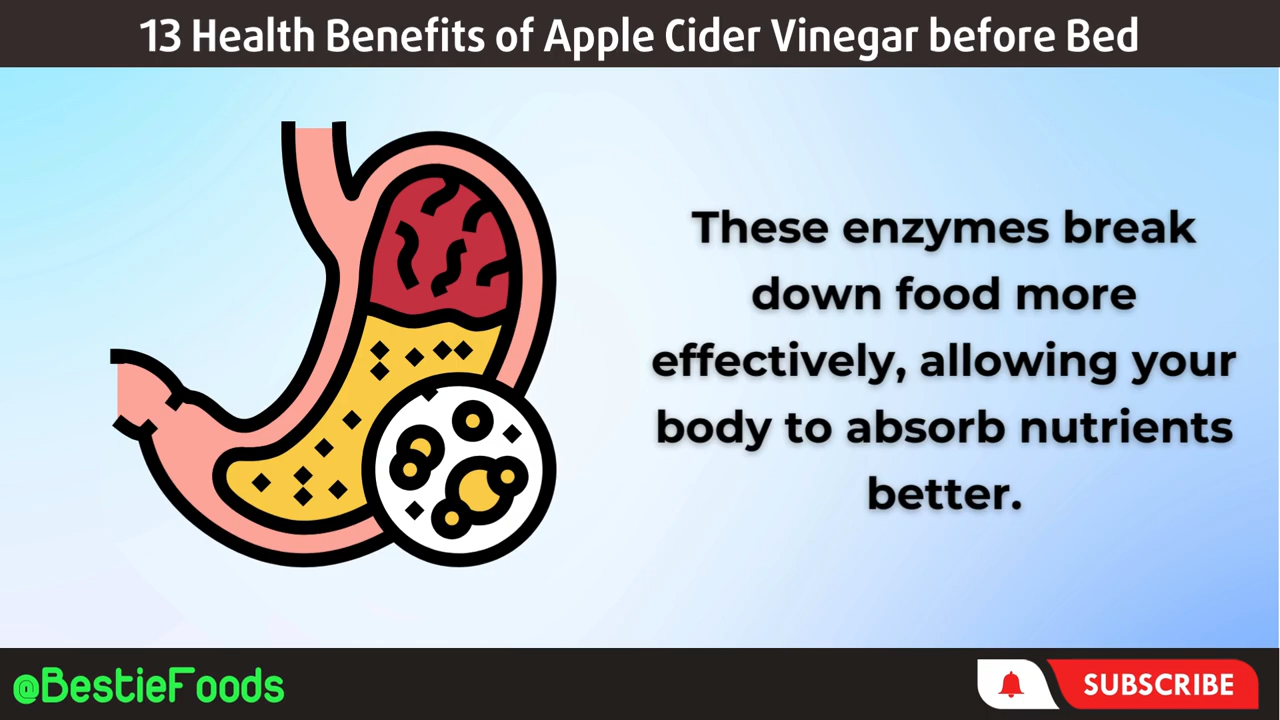 13 Health Benefits of Apple Cider Vinegar before Bed
These enzymes break
down food more
effectively, allowing your
body to absorb nutrients
better.
@BestieFoods
SUBSCRIBE